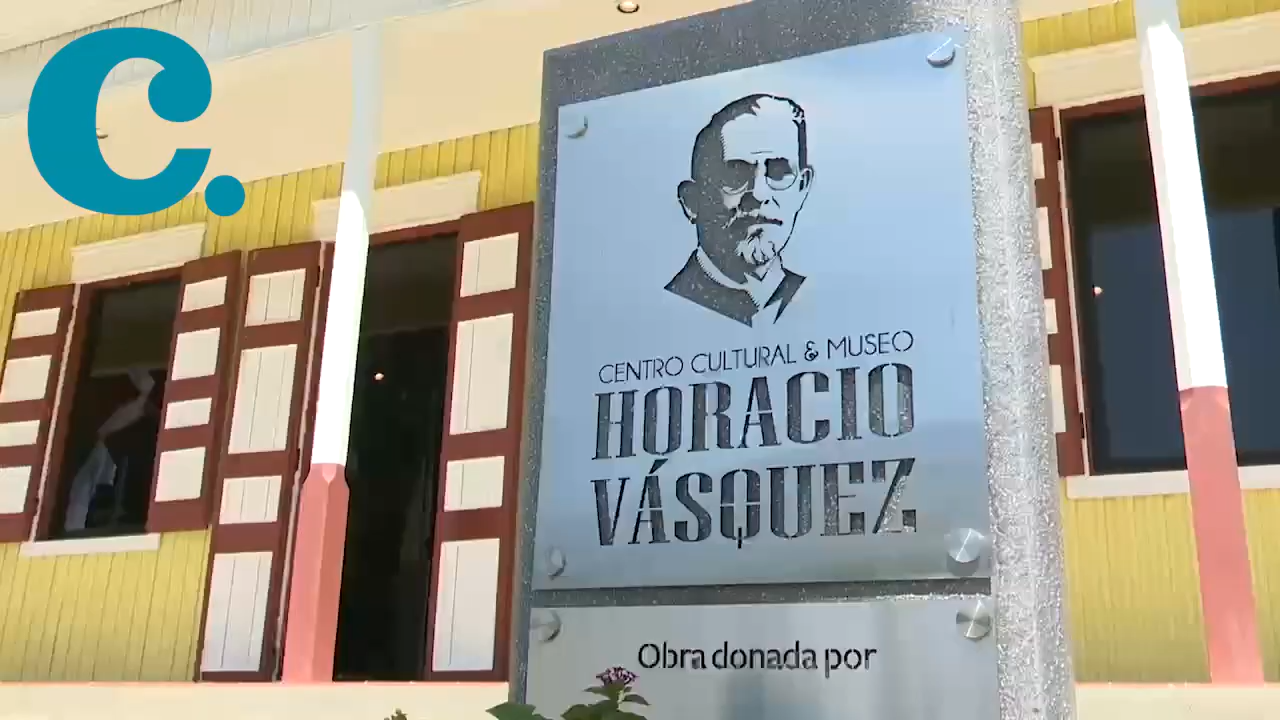 C.
CENTRO CULTURAL & MUSEO
HORACIO
VÁSQUEZ
Obra donada por